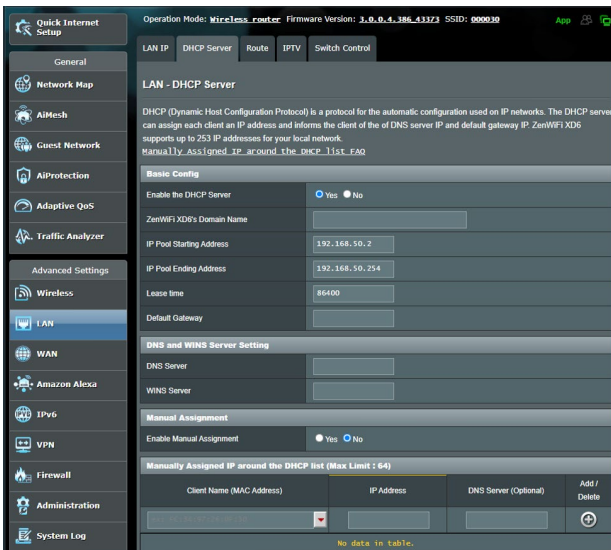 Quick Internet
Setup
General
Network Map
AiMesh
Guest Network
AiProtection
Adaptive QoS
Traffic Analyzer
Advanced Settings
Wireless
LAN
WAN
Amazon Alexa
IPv6
VPN
Firewall
Administration
System Log
Operation Mode: Wireless router Firmware Version: 3.0.0.4.386_43373 SSID: 000030 App
LAN IP DHCP Server Route IPTV Switch Control
LAN - DHCP Server
DHCP (Dynamic Host Configuration Protocol) is a protocol for the automatic configuration used on IP networks. The DHCP server
can assign each client an IP address and informs the client of the of DNS server IP and default gateway IP. ZenWiFi XD6
supports up to 253 IP addresses for your local network.
Manually Assigned IP around the DHCP list FAQ
Basic Config
Enable the DHCP Server Yes No
ZenWiFi XD6's Domain Name
IP Pool Starting Address 192.168.50.2
IP Pool Ending Address 192.168.50.254
Lease time 86400
Default Gateway
DNS and WINS Server Setting
DNS Server
WINS Server
Manual Assignment
Enable Manual Assignment Yes No
Manually Assigned IP around the DHCP list (Max Limit : 64)
Client Name (MAC Address) IP Address DNS Server (Optional) Add /
Delete
No data in table.